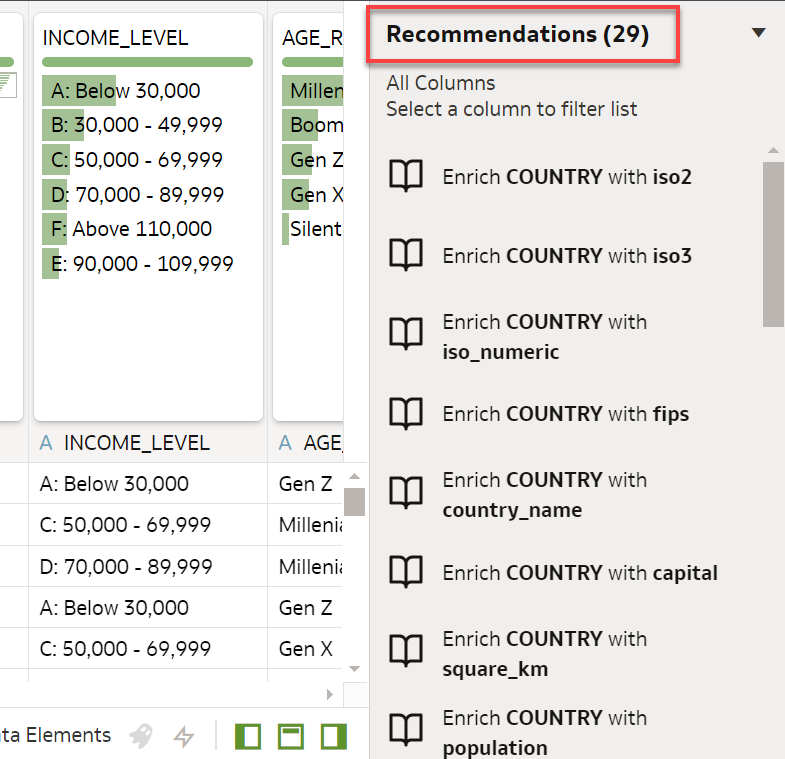 INCOME_LEVEL
A: Below 30,000
B: 30,000 - 49,999
C: 50,000 - 69,999
D: 70,000 - 89,999
F: Above 110,000
E: 90,000 - 109,999
AGE_R
Millen
Boom
Gen Z
Gen X
Silent
A INCOME_LEVEL
A AGE_
A: Below 30,000
Gen Z
C: 50,000 - 69,999
Millenia
D: 70,000 - 89,999
Millenia
A: Below 30,000
Gen Z
C: 50,000 - 69,999
Gen X
ta Elements
Recommendations (29)
All Columns
Select a column to filter list
Enrich COUNTRY with iso2
Enrich COUNTRY with iso3
Enrich COUNTRY with
iso_numeric
Enrich COUNTRY with fips
Enrich COUNTRY with
country_name
Enrich COUNTRY with capital
Enrich COUNTRY with
square_km
Enrich COUNTRY with
population